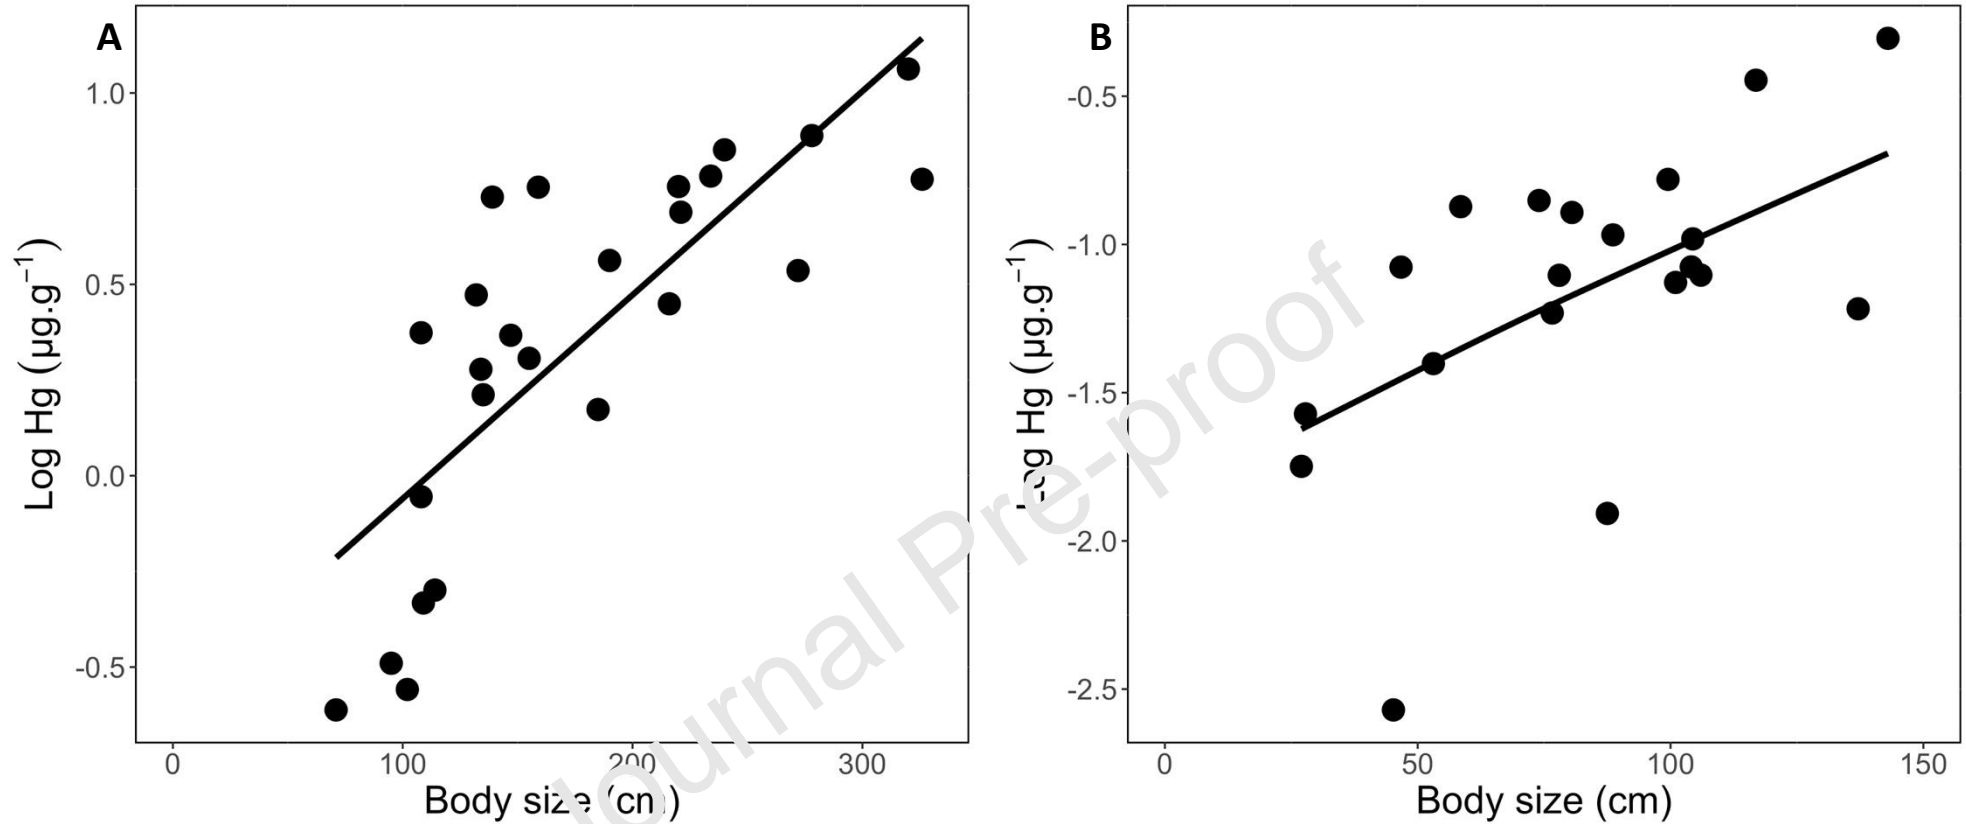 A
1.0
0.5
0.0
-0.5
Log Hg (µg.g⁻¹)
0 100 200 300
Body size (cm)
B
-0.5
-1.0
-1.5
-2.0
-2.5
Log Hg (µg.g⁻¹)
0 50 100 150
Body size (cm)
Journal Pre-proof